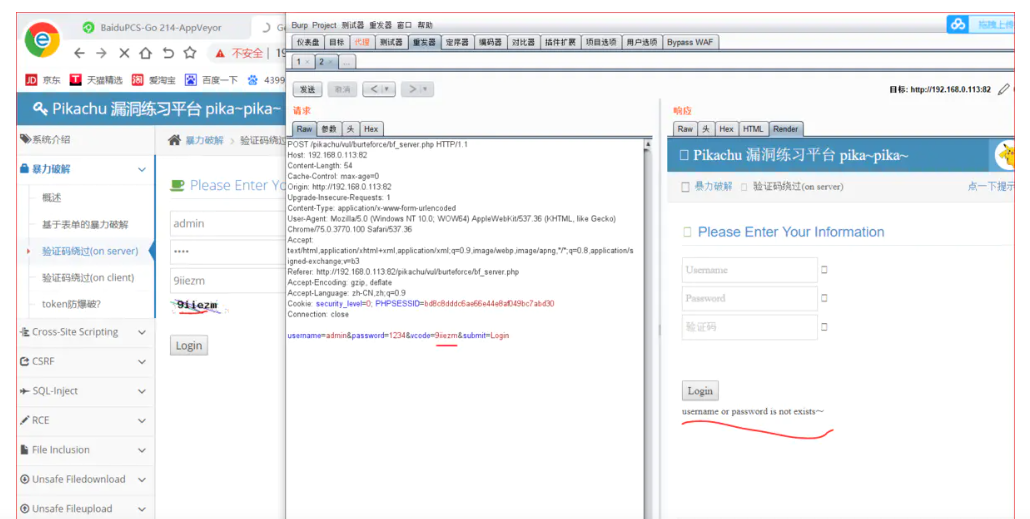 BaiduPCS-Go 214-AppVeyor
不安全
19
京东 天猫精选 爱淘宝 百度一下 4399
Pikachu 漏洞练习平台 pika~pika~
系统介绍
暴力破解
概述
基于表单的暴力破解
验证码绕过(on server)
验证码绕过(on client)
token防爆破?
Cross-Site Scripting
CSRF
SQL-Inject
RCE
File Inclusion
Unsafe Filedownload
Unsafe Fileupload
暴力破解 > 验证码绕过
Please Enter Yo
admin
••••
9iiezm
9iiezm
Login
Burp Project 测试器 重发器 窗口 帮助
拖拽上传
仪表盘 目标 代理 测试器 重发器 定序器 编码器 对比器 插件扩展 项目选项 用户选项 Bypass WAF
1 × 2 × ...
发送 取消 < >
目标: http://192.168.0.113:82
请求
Raw 参数 头 Hex
POST /pikachu/vul/burteforce/bf_server.php HTTP/1.1
Host: 192.168.0.113:82
Content-Length: 54
Cache-Control: max-age=0
Origin: http://192.168.0.113:82
Upgrade-Insecure-Requests: 1
Content-Type: application/x-www-form-urlencoded
User-Agent: Mozilla/5.0 (Windows NT 10.0; WOW64) AppleWebKit/537.36 (KHTML, like Gecko)
Chrome/75.0.3770.100 Safari/537.36
Accept:
text/html,application/xhtml+xml,application/xml;q=0.9,image/webp,image/apng,*/*;q=0.8,application/s
igned-exchange;v=b3
Referer: http://192.168.0.113:82/pikachu/vul/burteforce/bf_server.php
Accept-Encoding: gzip, deflate
Accept-Language: zh-CN,zh;q=0.9
Cookie: security_level=0; PHPSESSID=bd8c8dddc6ae66e44e8af049bc7abd30
Connection: close
username=admin&password=1234&vcode=9iiezm&submit=Login
响应
Raw 头 Hex HTML Render
Pikachu 漏洞练习平台 pika~pika~
暴力破解 验证码绕过(on server)
点一下提示
Please Enter Your Information
Username
Password
验证码
Login
username or password is not exists~